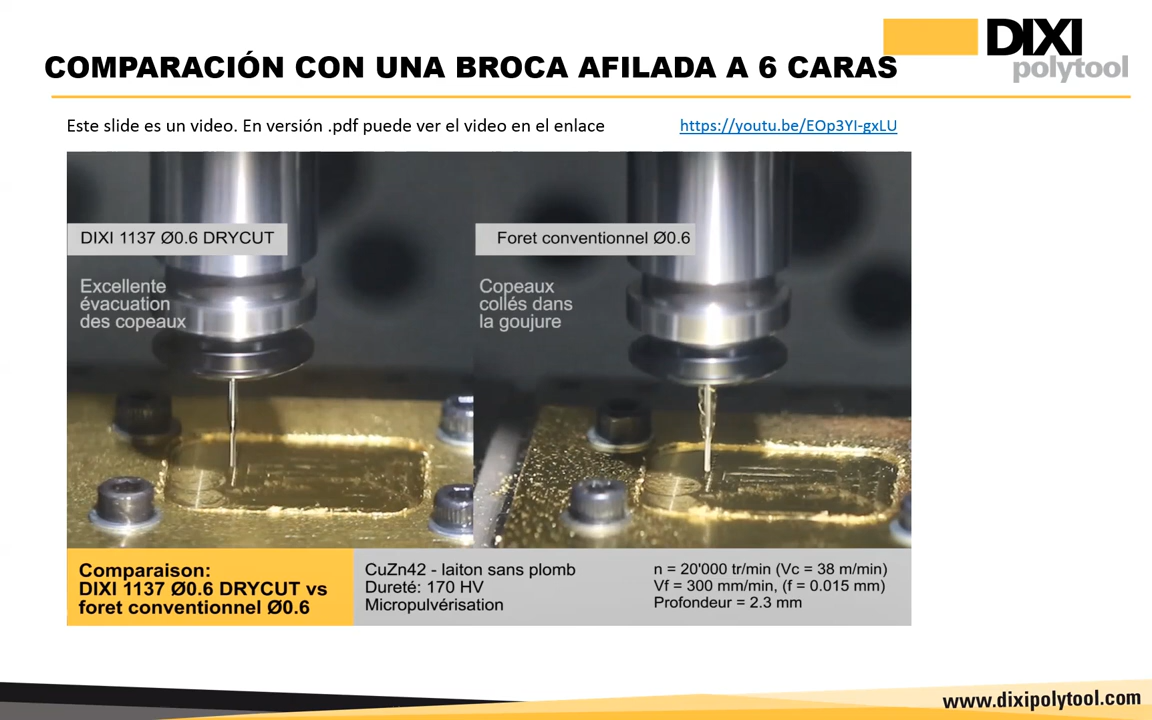 DIXI
polytool
COMPARACIÓN CON UNA BROCA AFILADA A 6 CARAS
Este slide es un video. En versión .pdf puede ver el video en el enlace
https://youtu.be/EOp3YI-gxLU
DIXI 1137 Ø0.6 DRYCUT
Excellente
évacuation
des copeaux
Foret conventionnel Ø0.6
Copeaux
collés dans
la goujure
Comparaison:
DIXI 1137 Ø0.6 DRYCUT vs
foret conventionnel Ø0.6
CuZn42 - laiton sans plomb
Dureté: 170 HV
Micropulvérisation
n = 20'000 tr/min (Vc = 38 m/min)
Vf = 300 mm/min, (f = 0.015 mm)
Profondeur = 2.3 mm
www.dixipolytool.com